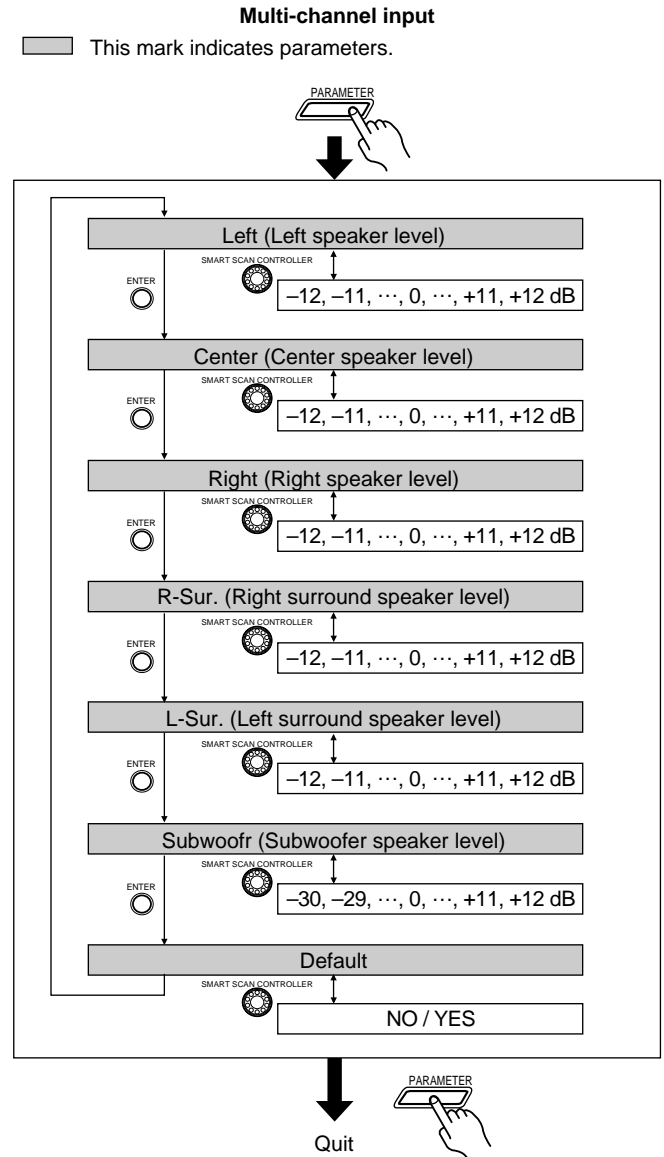 Multi-channel input
This mark indicates parameters.
PARAMETER
Left (Left speaker level)
SMART SCAN CONTROLLER
ENTER
–12, –11, ···, 0, ···, +11, +12 dB
Center (Center speaker level)
SMART SCAN CONTROLLER
ENTER
–12, –11, ···, 0, ···, +11, +12 dB
Right (Right speaker level)
SMART SCAN CONTROLLER
ENTER
–12, –11, ···, 0, ···, +11, +12 dB
R-Sur. (Right surround speaker level)
SMART SCAN CONTROLLER
ENTER
–12, –11, ···, 0, ···, +11, +12 dB
L-Sur. (Left surround speaker level)
SMART SCAN CONTROLLER
ENTER
–12, –11, ···, 0, ···, +11, +12 dB
Subwoofr (Subwoofer speaker level)
SMART SCAN CONTROLLER
ENTER
–30, –29, ···, 0, ···, +11, +12 dB
Default
SMART SCAN CONTROLLER
NO / YES
PARAMETER
Quit